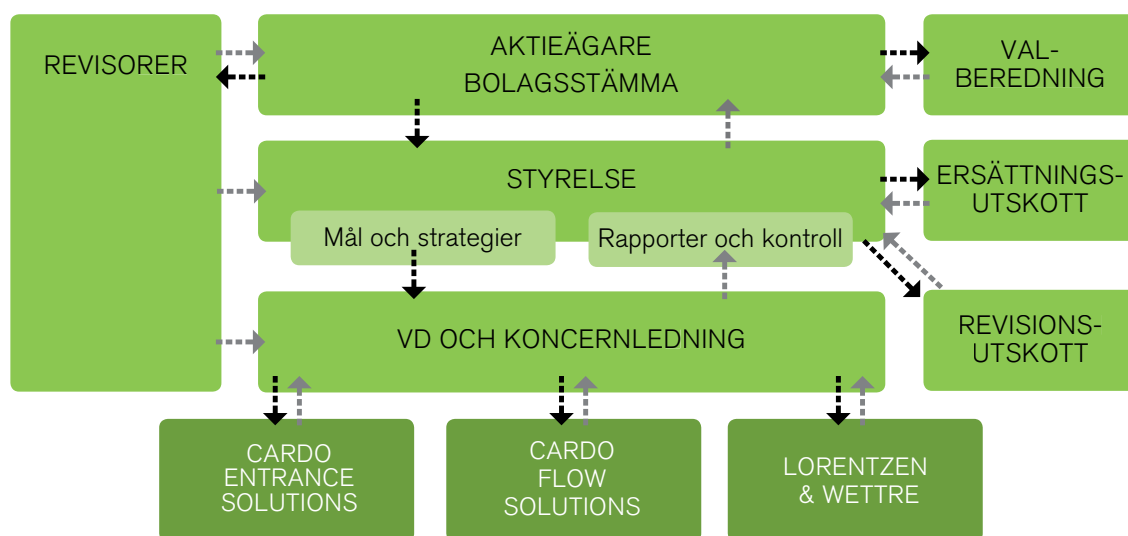 REVISORER
AKTIEÄGARE
BOLAGSSTÄMMA
VAL-
BEREDNING
STYRELSE
ERSÄTTNINGS-
UTSKOTT
Mål och strategier
Rapporter och kontroll
VD OCH KONCERNLEDNING
REVISIONS-
UTSKOTT
CARDO
ENTRANCE
SOLUTIONS
CARDO
FLOW
SOLUTIONS
LORENTZEN
& WETTRE